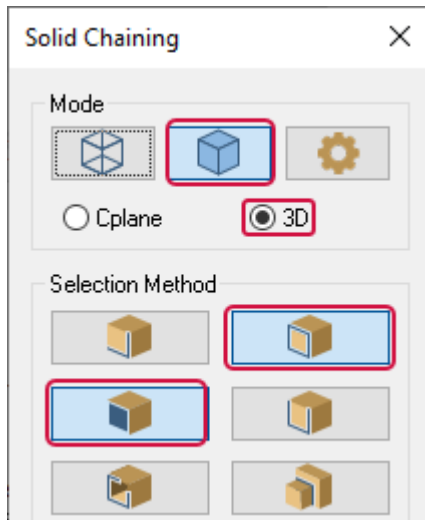 Solid Chaining
Mode
Cplane
3D
Selection Method